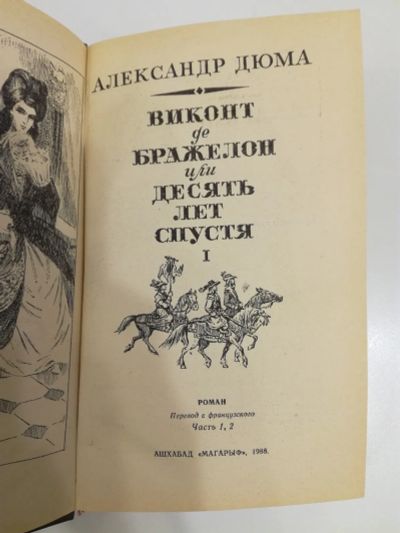 АЛЕКСАНДР ДЮМА
ВИКОНТ
де
БРАЖЕЛОН
или
ДЕСЯТЬ
ЛЕТ
СПУСТЯ
I
РОМАН
Перевод с французского
Часть 1, 2
АШХАБАД «МАГАРЫФ», 1988.